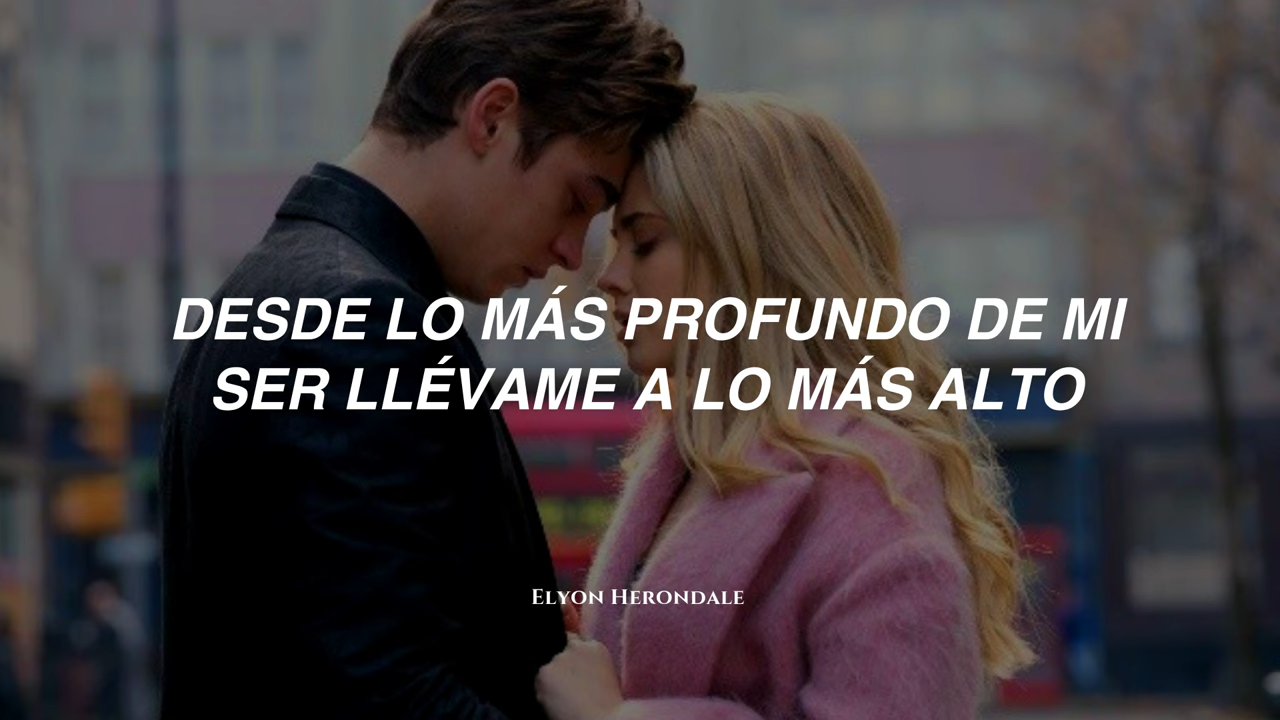 DESDE LO MÁS PROFUNDO DE MI
SER LLÉVAME A LO MÁS ALTO
Elyon Herondale